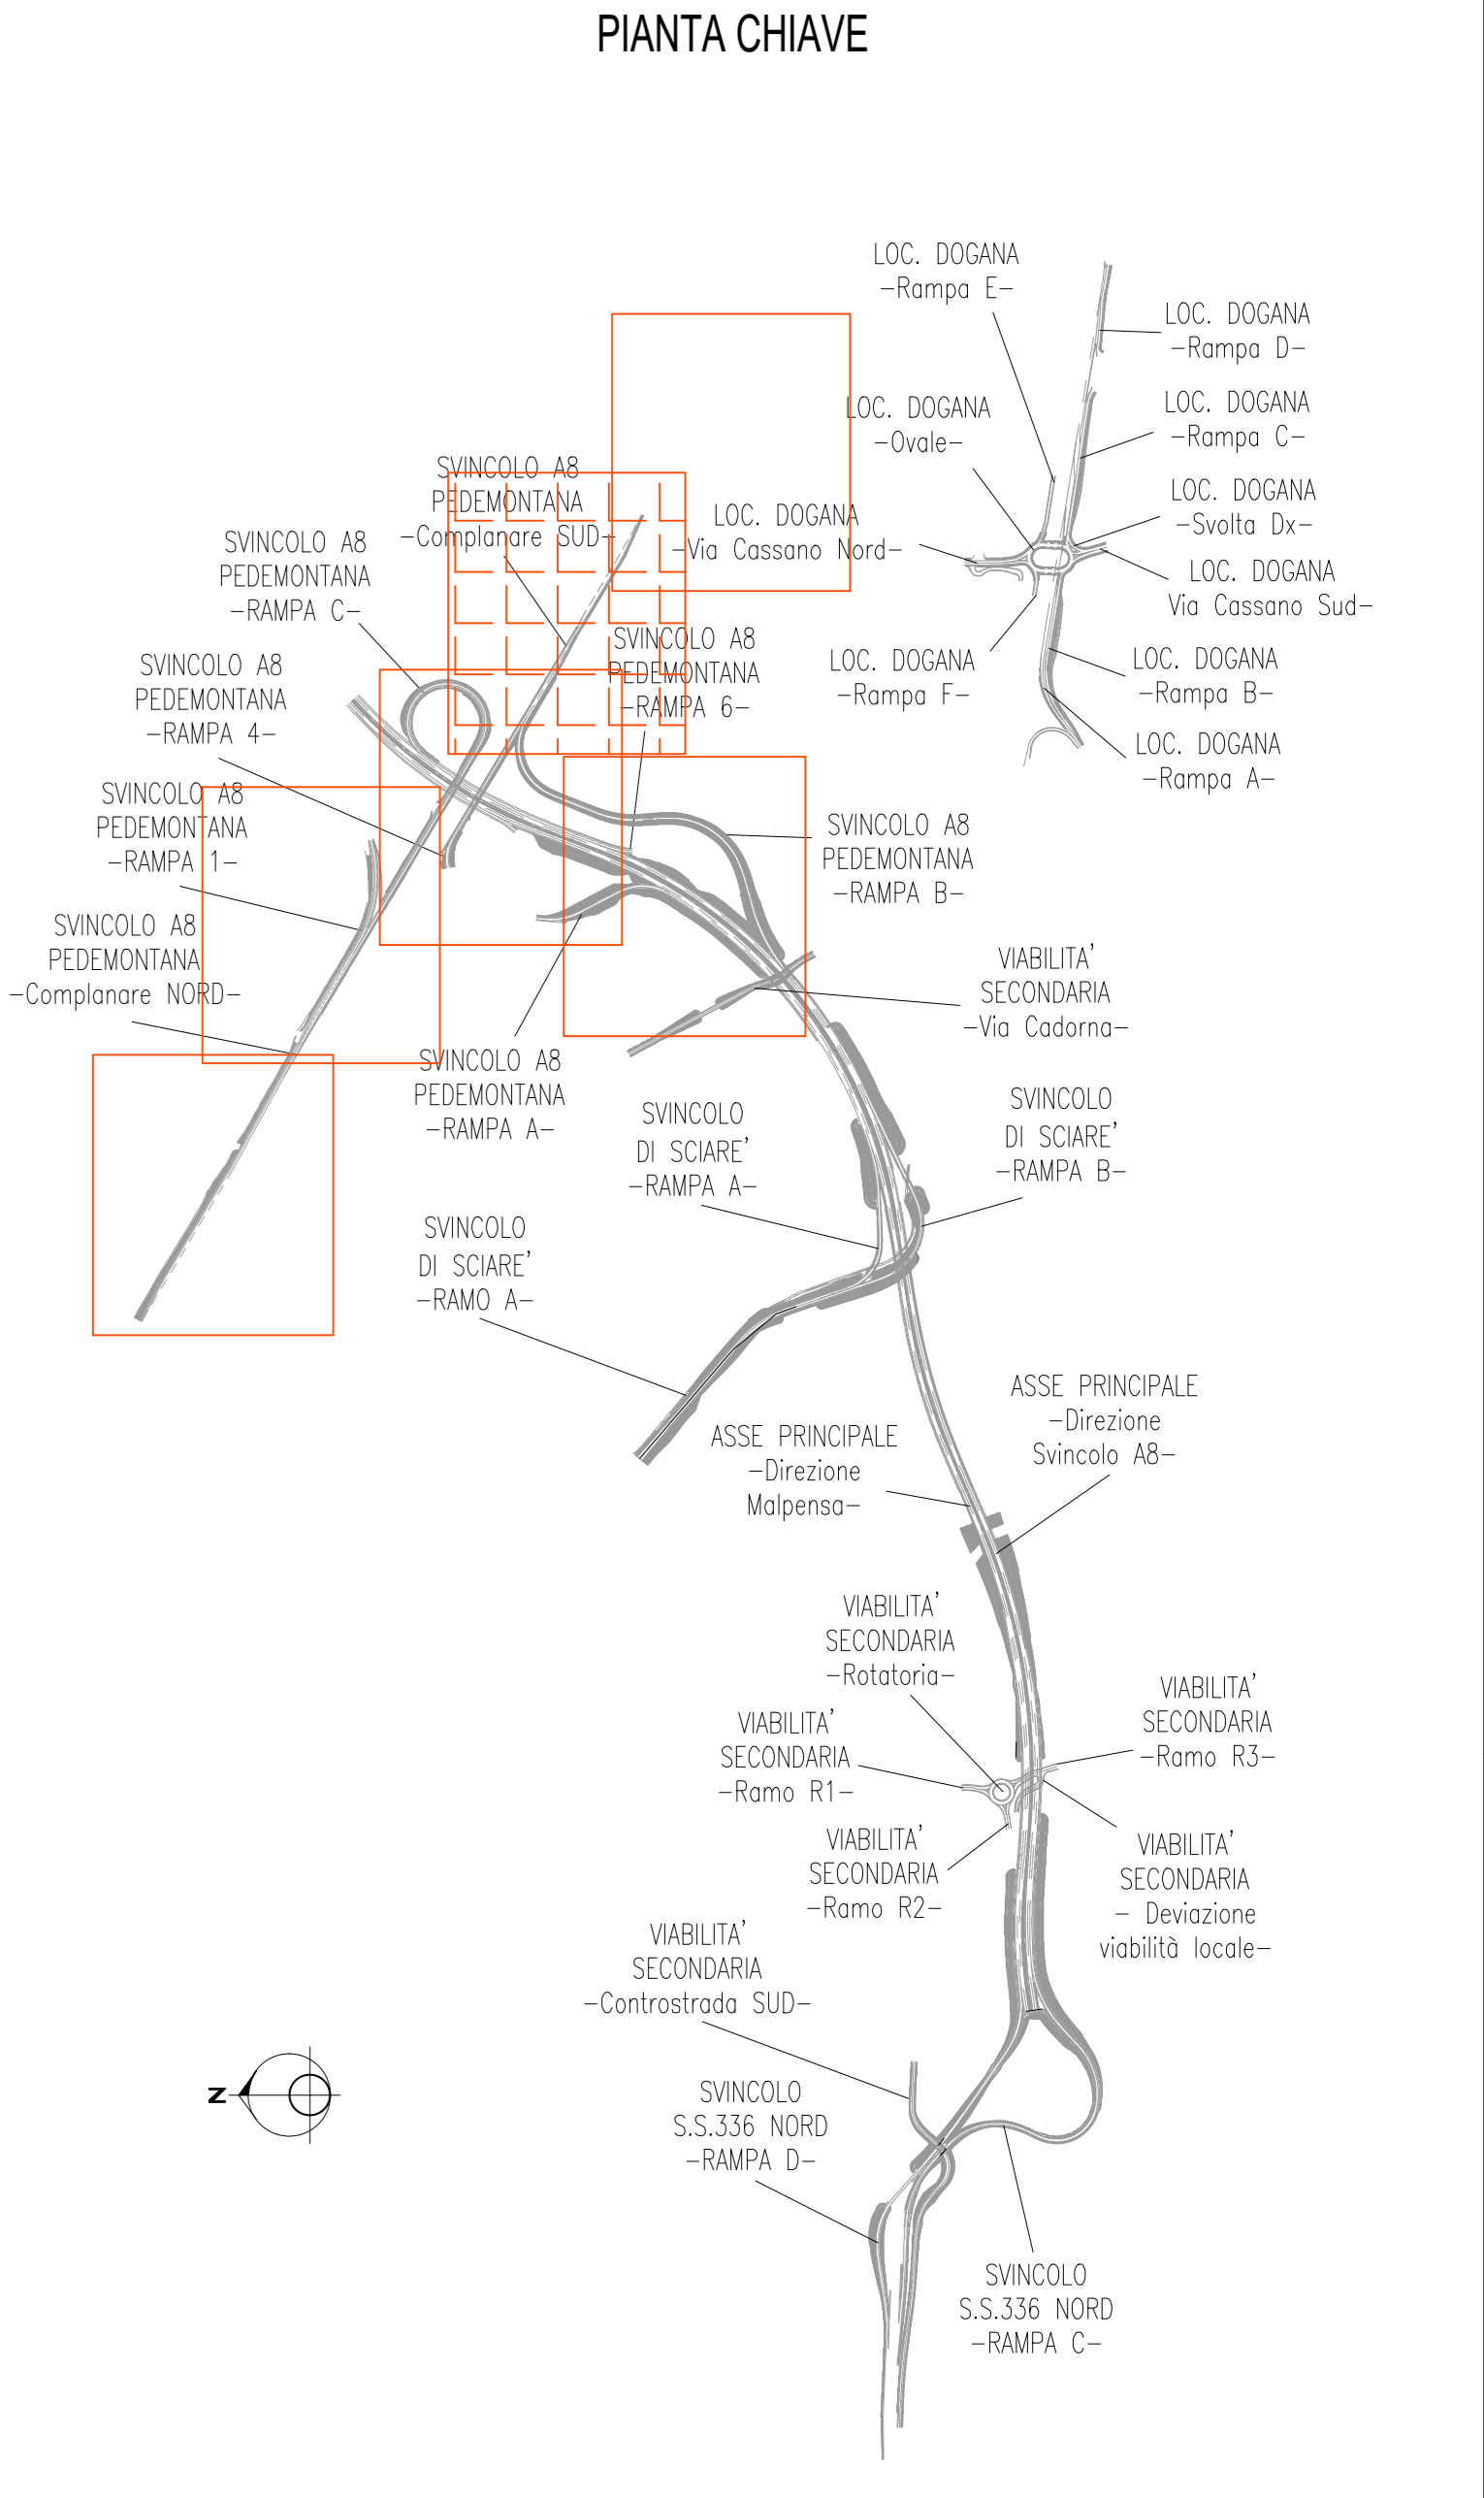 PIANTA CHIAVE
LOC. DOGANA
-Rampa E-
LOC. DOGANA
-Rampa D-
LOC. DOGANA
-Ovale-
LOC. DOGANA
-Rampa C-
SVINCOLO A8
PEDEMONTANA
-Complanare SUD-
LOC. DOGANA
-Via Cassano Nord-
LOC. DOGANA
-Svolta Dx-
SVINCOLO A8
PEDEMONTANA
-RAMPA C-
LOC. DOGANA
Via Cassano Sud-
SVINCOLO A8
PEDEMONTANA
-RAMPA 4-
SVINCOLO A8
PEDEMONTANA
-RAMPA 6-
LOC. DOGANA
-Rampa F-
LOC. DOGANA
-Rampa B-
LOC. DOGANA
-Rampa A-
SVINCOLO A8
PEDEMONTANA
-RAMPA 1-
SVINCOLO A8
PEDEMONTANA
-RAMPA B-
SVINCOLO A8
PEDEMONTANA
-Complanare NORD-
VIABILITA'
SECONDARIA
-Via Cadorna-
SVINCOLO A8
PEDEMONTANA
-RAMPA A-
SVINCOLO
DI SCIARE'
-RAMPA A-
SVINCOLO
DI SCIARE'
-RAMPA B-
SVINCOLO
DI SCIARE'
-RAMO A-
ASSE PRINCIPALE
-Direzione
Svincolo A8-
ASSE PRINCIPALE
-Direzione
Malpensa-
VIABILITA'
SECONDARIA
-Rotatoria-
VIABILITA'
SECONDARIA
-Ramo R3-
VIABILITA'
SECONDARIA
-Ramo R1-
VIABILITA'
SECONDARIA
-Ramo R2-
VIABILITA'
SECONDARIA
- Deviazione
viabilità locale-
VIABILITA'
SECONDARIA
-Controstrada SUD-
N
SVINCOLO
S.S.336 NORD
-RAMPA D-
SVINCOLO
S.S.336 NORD
-RAMPA C-